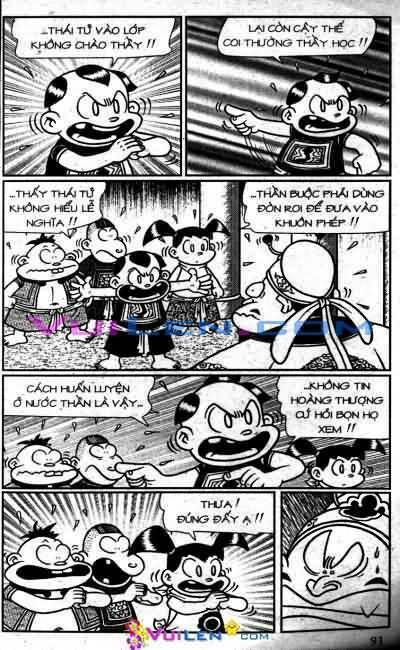 ...THÁI TỬ VÀO LỚP
KHÔNG CHÀO THẦY !!
LẠI CÒN CẬY THẾ
COI THƯỜNG THẦY HỌC !!
...THẤY THÁI TỬ
KHÔNG HIỂU LỄ
NGHĨA !!
...THẦN BUỘC PHẢI DÙNG
ĐÒN ROI ĐỂ ĐƯA VÀO
KHUÔN PHÉP !!
VUILEN.COM
CÁCH HUẤN LUYỆN
Ở NƯỚC THẦN LÀ VẬY...
...KHÔNG TIN
HOÀNG THƯỢNG
CỨ HỎI BỌN HỌ
XEM !!
THƯA !
ĐÚNG ĐẤY Ạ !!
VUILEN
.COM
91